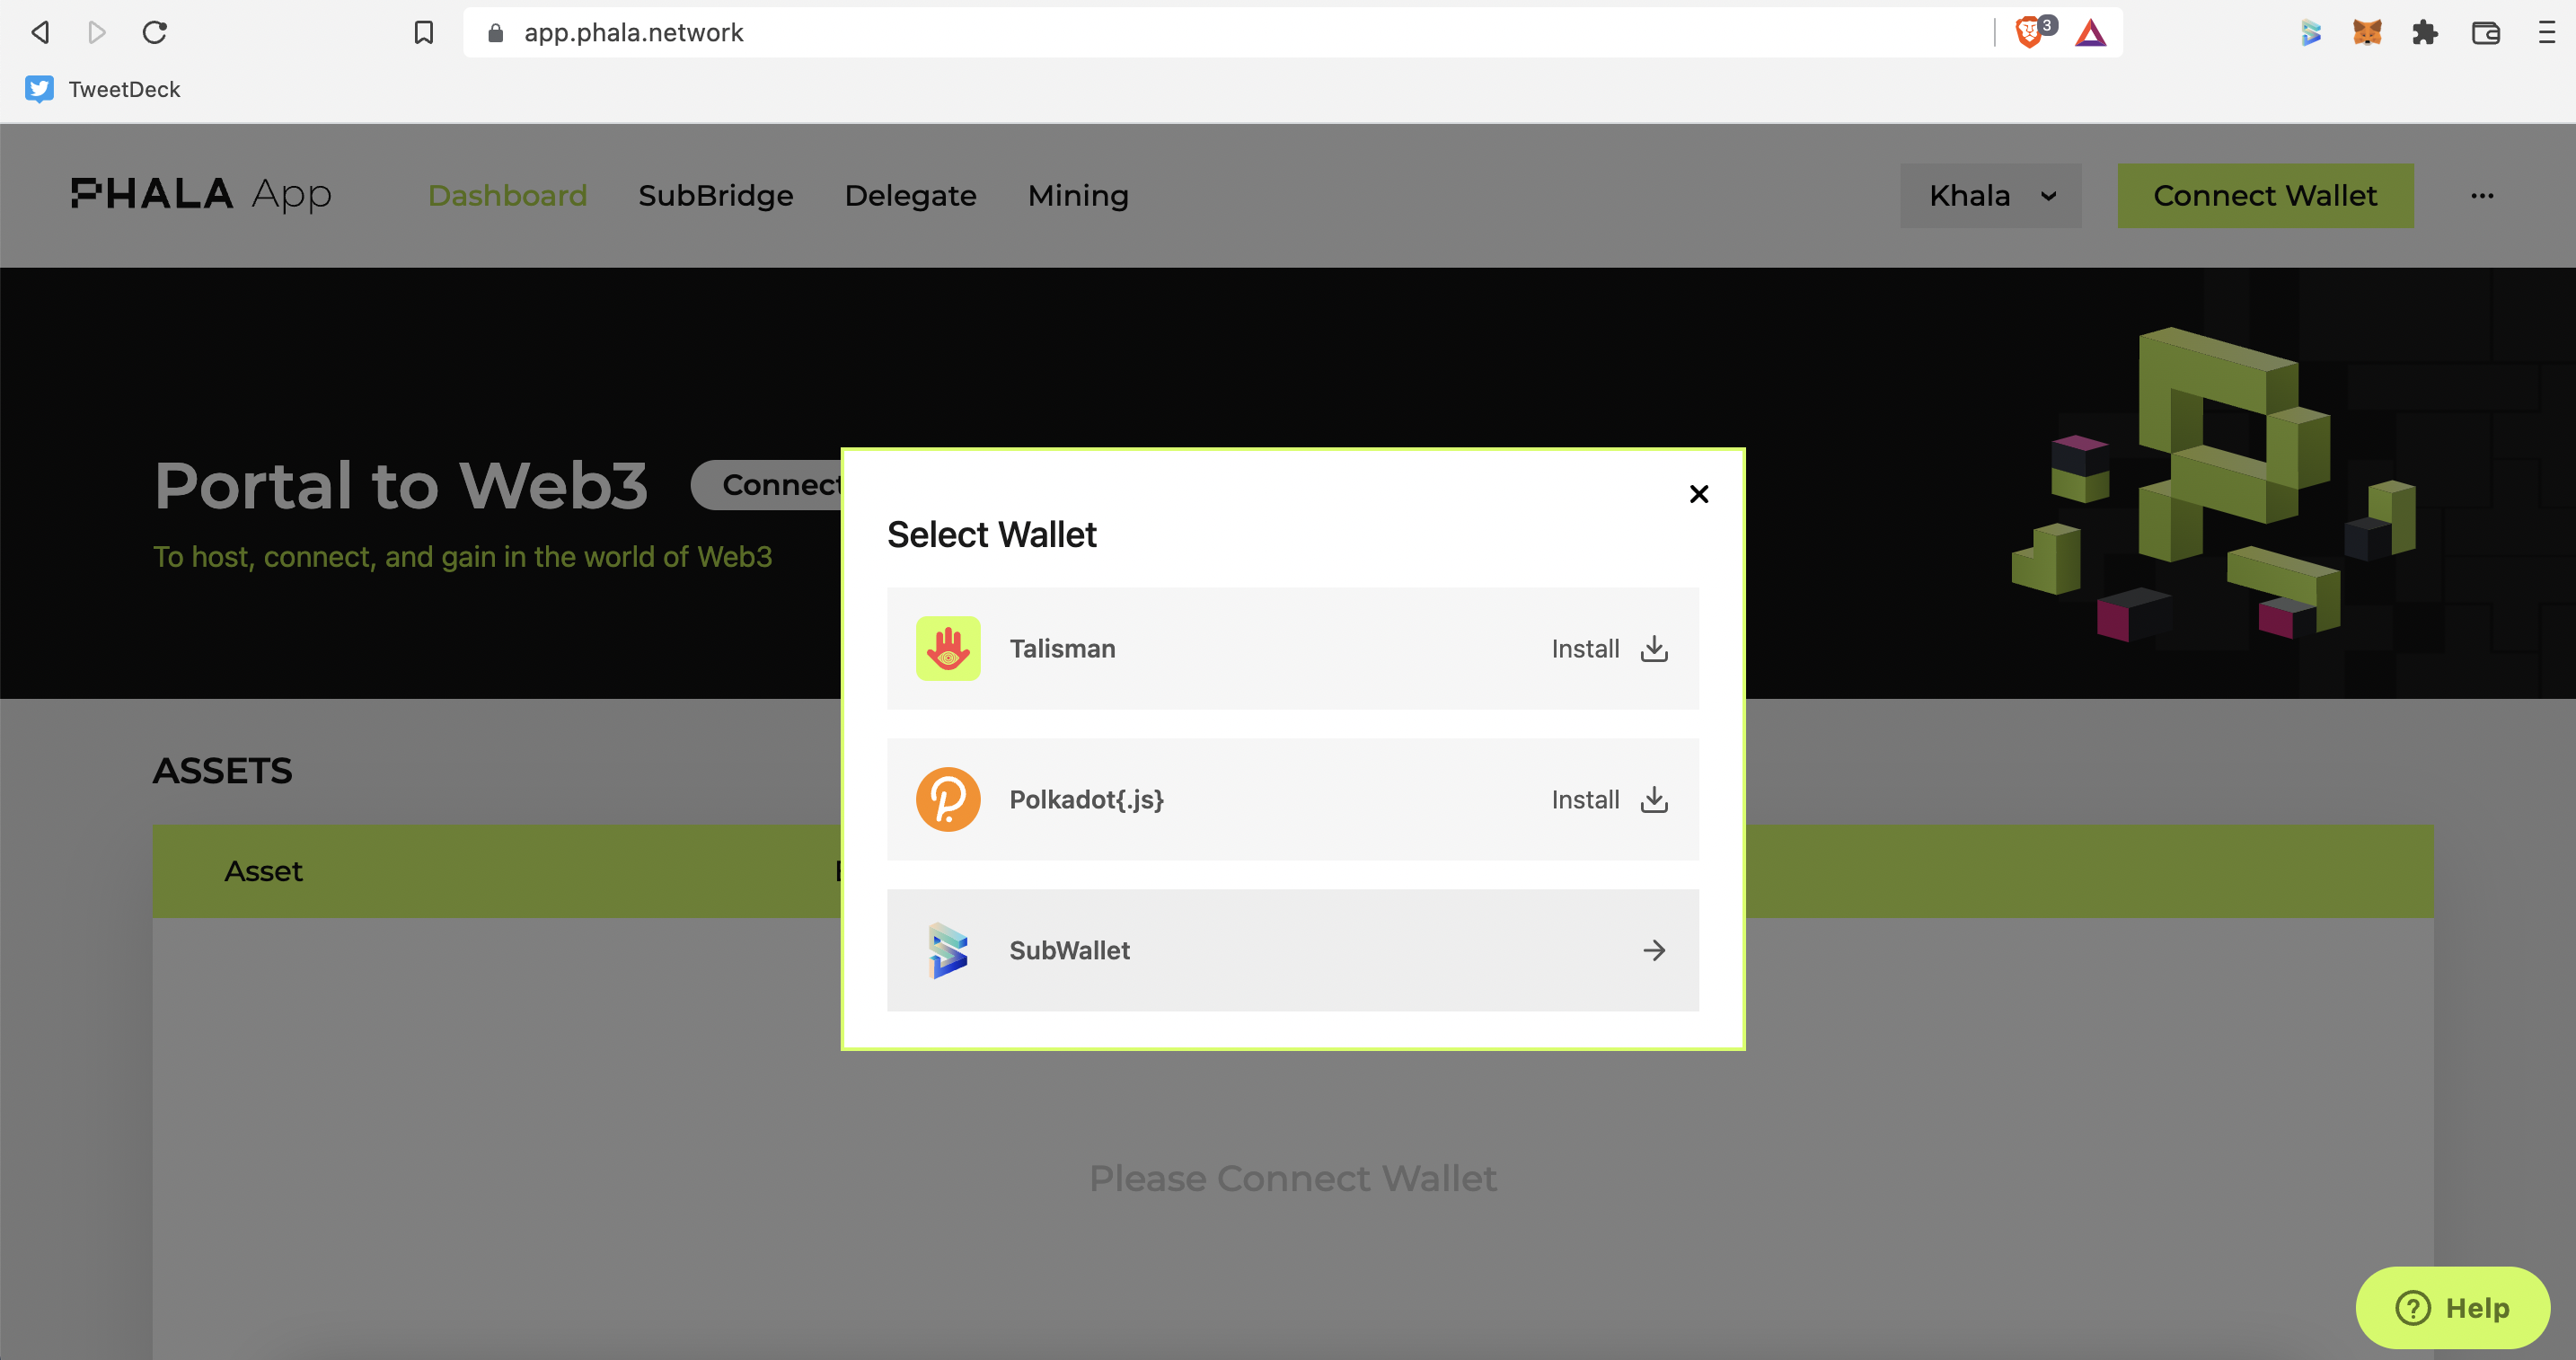 app.phala.network
3
TweetDeck
PHALA App
Dashboard
SubBridge
Delegate
Mining
Khala
Connect Wallet
Portal to Web3
Connect
To host, connect, and gain in the world of Web3
Select Wallet
Talisman
Install
Polkadot{.js}
Install
SubWallet
ASSETS
Asset
Please Connect Wallet
? Help